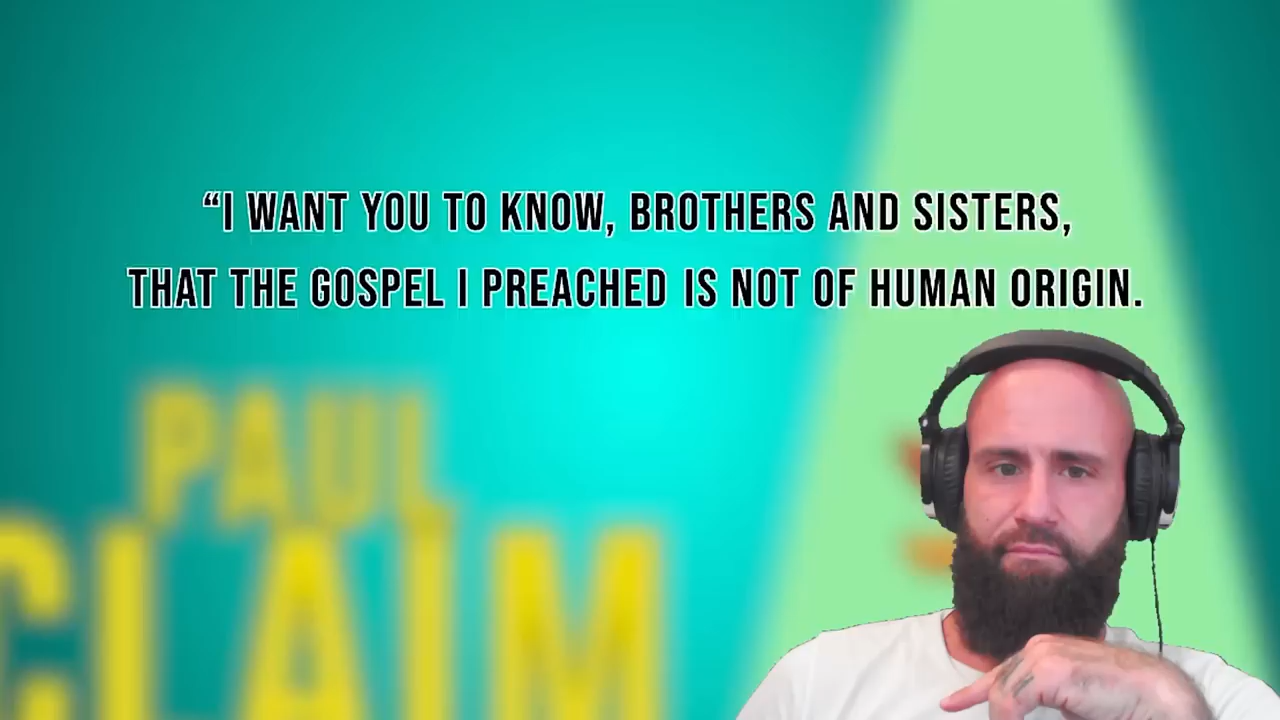 “I WANT YOU TO KNOW, BROTHERS AND SISTERS,
THAT THE GOSPEL I PREACHED IS NOT OF HUMAN ORIGIN.
PAUL
CLAIM